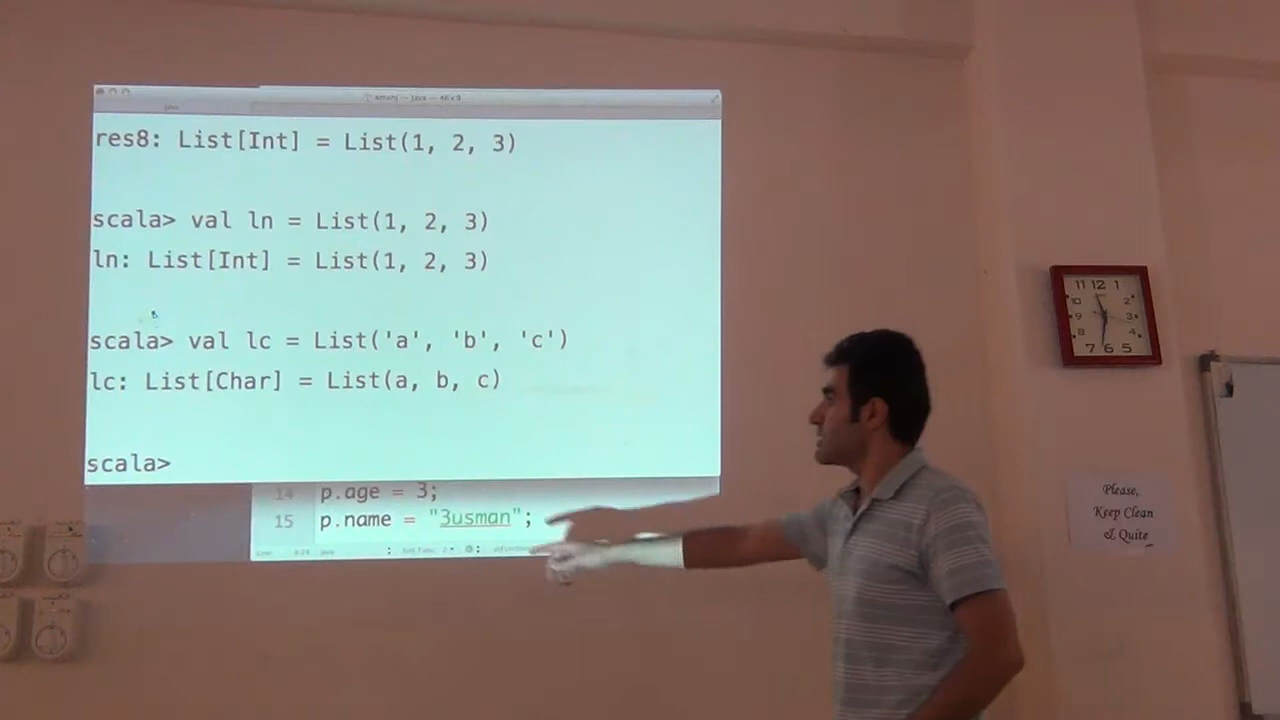 res8: List[Int] = List(1, 2, 3)
scala> val ln = List(1, 2, 3)
ln: List[Int] = List(1, 2, 3)
scala> val lc = List('a', 'b', 'c')
lc: List[Char] = List(a, b, c)
scala>
14 p.age = 3;
15 p.name = "3usman";
11 12 1
10 2
9 3
8 4
7 6 5
Please,
Keep Clean
& Quite